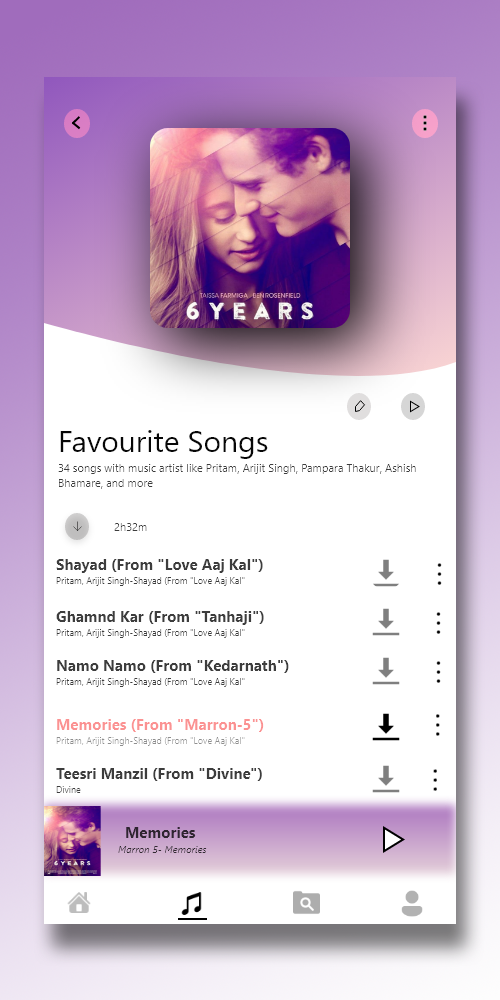 TAISSA FARMIGA BEN ROSENFIELD
6 YEARS
Favourite Songs
34 songs with music artist like Pritam, Arijit Singh, Pampara Thakur, Ashish
Bhamare, and more
2h32m
Shayad (From "Love Aaj Kal")
Pritam, Arijit Singh-Shayad (From "Love Aaj Kal"
Ghamnd Kar (From "Tanhaji")
Pritam, Arijit Singh-Shayad (From "Love Aaj Kal"
Namo Namo (From "Kedarnath")
Pritam, Arijit Singh-Shayad (From "Love Aaj Kal"
Memories (From "Marron-5")
Pritam, Arijit Singh-Shayad (From "Love Aaj Kal"
Teesri Manzil (From "Divine")
Divine
6 YEARS
Memories
Marron 5- Memories